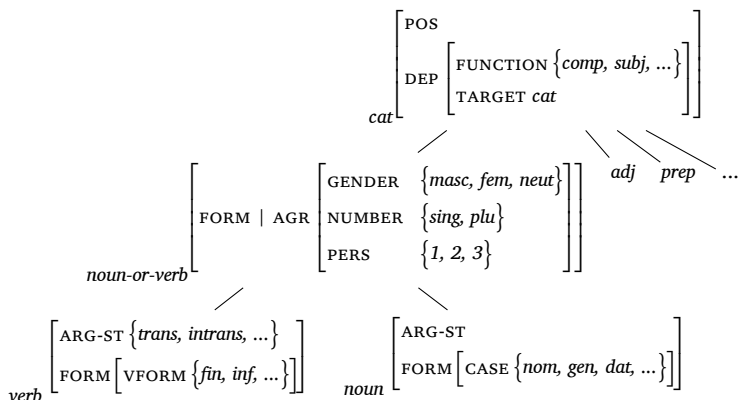 POS
DEP FUNCTION {comp, subj, ...}
TARGET cat
cat
adj prep ...
GENDER {masc, fem, neut}
FORM | AGR NUMBER {sing, plu}
PERS {1, 2, 3}
noun-or-verb
ARG-ST {trans, intrans, ...}
FORM [VFORM {fin, inf, ...}]
verb
ARG-ST
FORM [CASE {nom, gen, dat, ...}]
noun